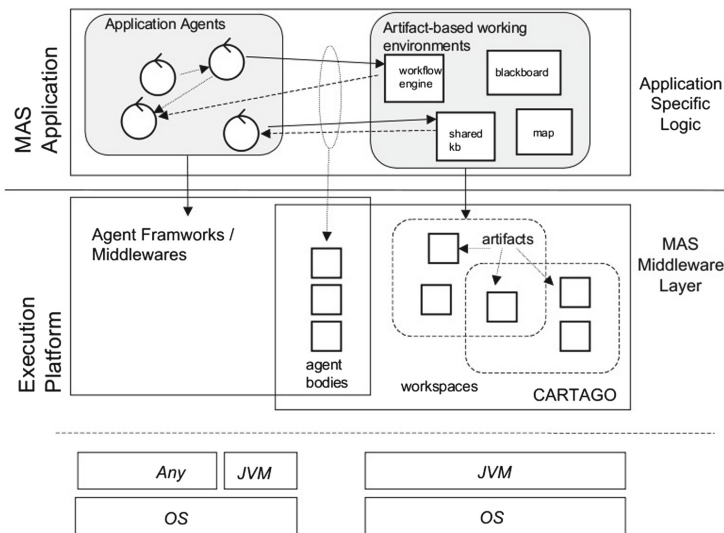 Application Agents
Artifact-based working
environments
workflow
engine
blackboard
shared
kb
map
MAS
Application
Application
Specific
Logic
Agent Framworks /
Middlewares
artifacts
agent
bodies
workspaces
CARTAGO
Execution
Platform
MAS
Middleware
Layer
Any
JVM
JVM
OS
OS